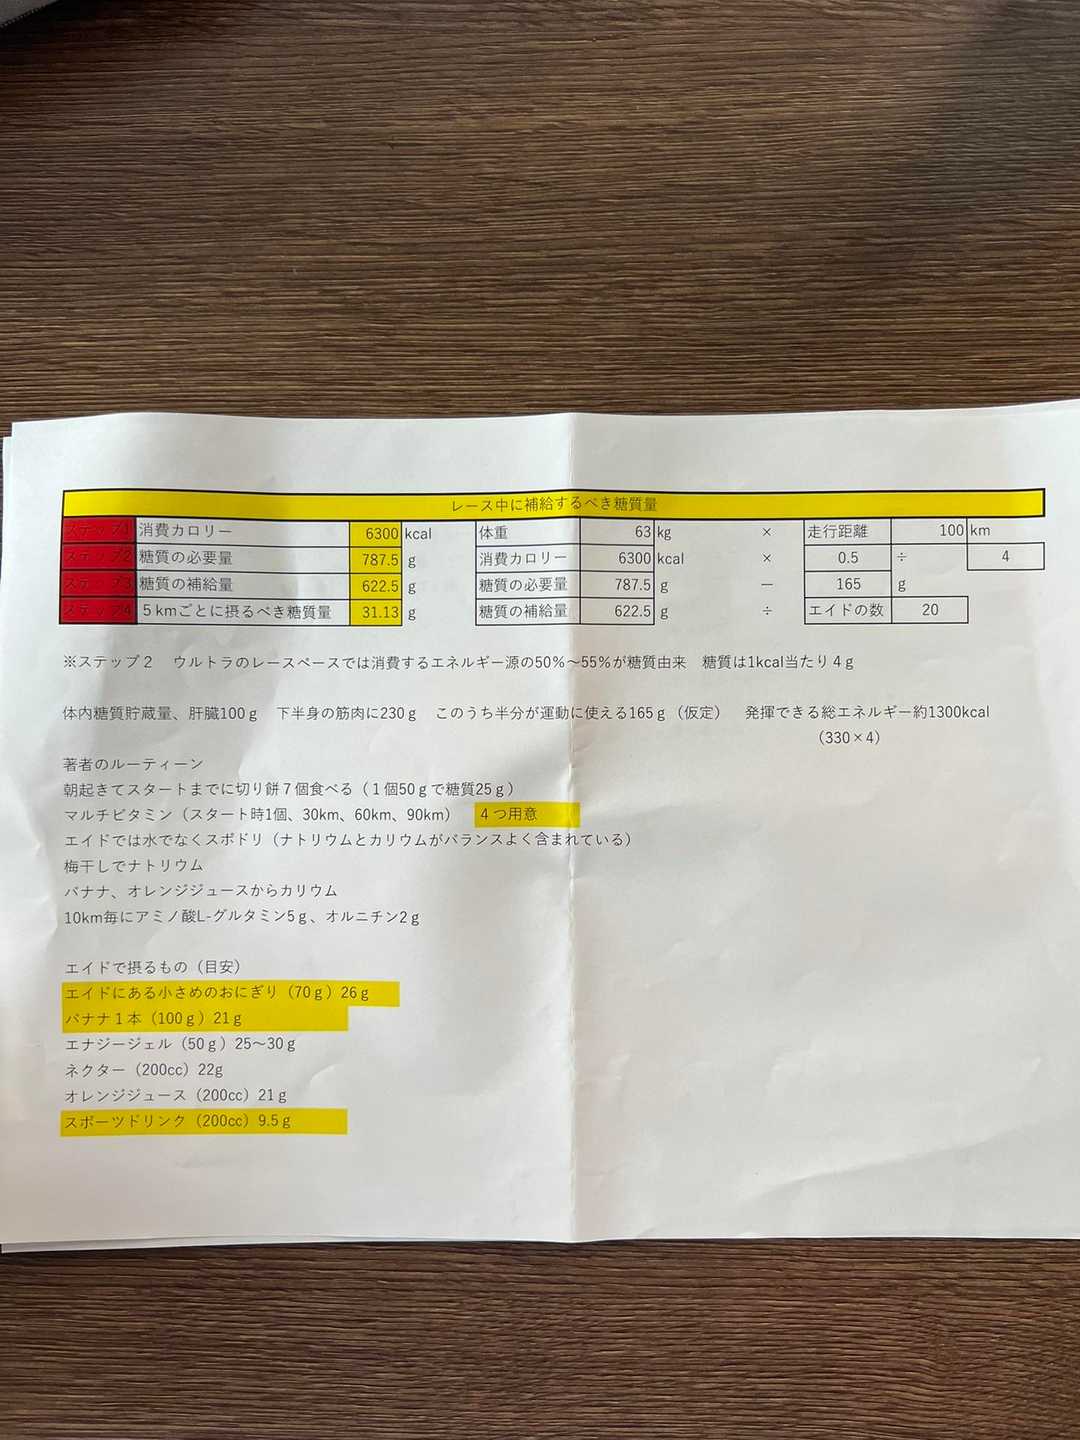 レース中に補給するべき糖質量
ステップ1 消費カロリー 6300 kcal 体重 63 kg × 走行距離 100 km
ステップ2 糖質の必要量 787.5 g 消費カロリー 6300 kcal × 0.5 ÷ 4
ステップ3 糖質の補給量 622.5 g 糖質の必要量 787.5 g － 165 g
ステップ4 5kmごとに摂るべき糖質量 31.13 g 糖質の補給量 622.5 g ÷ エイドの数 20
※ステップ2 ウルトラのレースペースでは消費するエネルギー源の50%～55%が糖質由来 糖質は1kcal当たり4g
体内糖質貯蔵量、肝臓100g 下半身の筋肉に230g このうち半分が運動に使える165g（仮定） 発揮できる総エネルギー約1300kcal
（330×4）
著者のルーティーン
朝起きてスタートまでに切り餅7個食べる（1個50gで糖質25g）
マルチビタミン（スタート時1個、30km、60km、90km） 4つ用意
エイドでは水でなくスポドリ（ナトリウムとカリウムがバランスよく含まれている）
梅干しでナトリウム
バナナ、オレンジジュースからカリウム
10km毎にアミノ酸L-グルタミン5g、オルニチン2g
エイドで摂るもの（目安）
エイドにある小さめのおにぎり（70g）26g
バナナ1本（100g）21g
エナジージェル（50g）25～30g
ネクター（200cc）22g
オレンジジュース（200cc）21g
スポーツドリンク（200cc）9.5g